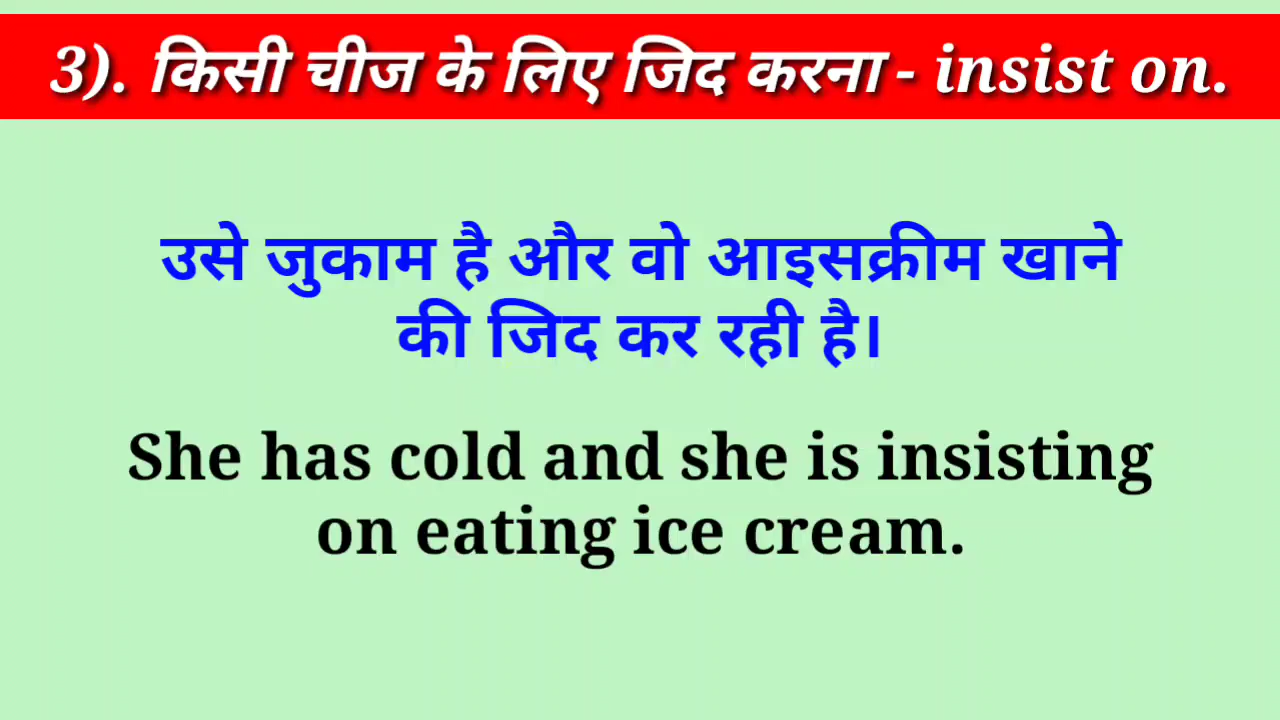 3). किसी चीज के लिए जिद करना - insist on.
उसे जुकाम है और वो आइसक्रीम खाने
की जिद कर रही है।
She has cold and she is insisting
on eating ice cream.